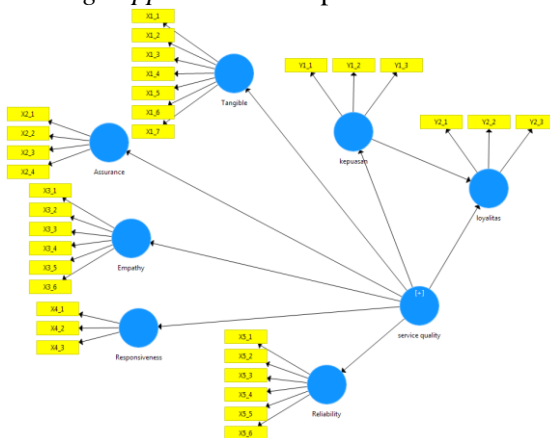 X1_1
X1_2
X1_3
X1_4
X1_5
X1_6
X1_7
Tangible
Y1_1 Y1_2 Y1_3
kepuasan
Y2_1 Y2_2 Y2_3
loyalitas
X2_1
X2_2
X2_3
X2_4
Assurance
X3_1
X3_2
X3_3
X3_4
X3_5
X3_6
Empathy
[+]
service quality
X4_1
X4_2
X4_3
Responsiveness
X5_1
X5_2
X5_3
X5_4
X5_5
X5_6
Reliability